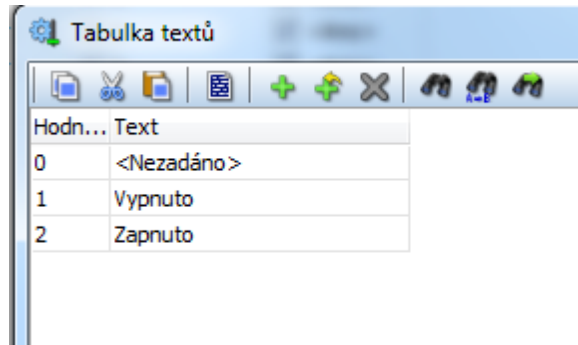 Tabulka textů
A=B
Hodn... Text
0 <Nezadáno>
1 Vypnuto
2 Zapnuto